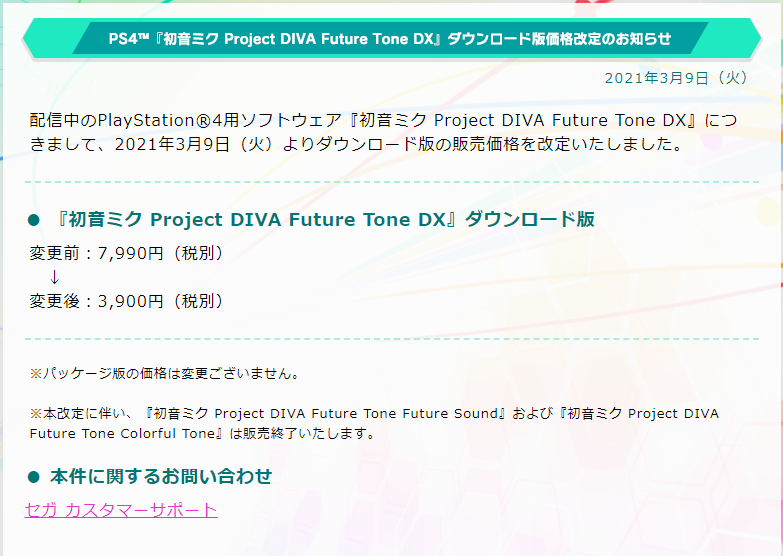 PS4™『初音ミク Project DIVA Future Tone DX』ダウンロード版価格改定のお知らせ
2021年3月9日（火）
配信中のPlayStation®4用ソフトウェア『初音ミク Project DIVA Future Tone DX』につ
きまして、2021年3月9日（火）よりダウンロード版の販売価格を改定いたしました。
● 『初音ミク Project DIVA Future Tone DX』ダウンロード版
変更前：7,990円（税別）
↓
変更後：3,900円（税別）
※パッケージ版の価格は変更ございません。
※本改定に伴い、『初音ミク Project DIVA Future Tone Future Sound』および『初音ミク Project DIVA
Future Tone Colorful Tone』は販売終了いたします。
● 本件に関するお問い合わせ
セガ カスタマーサポート